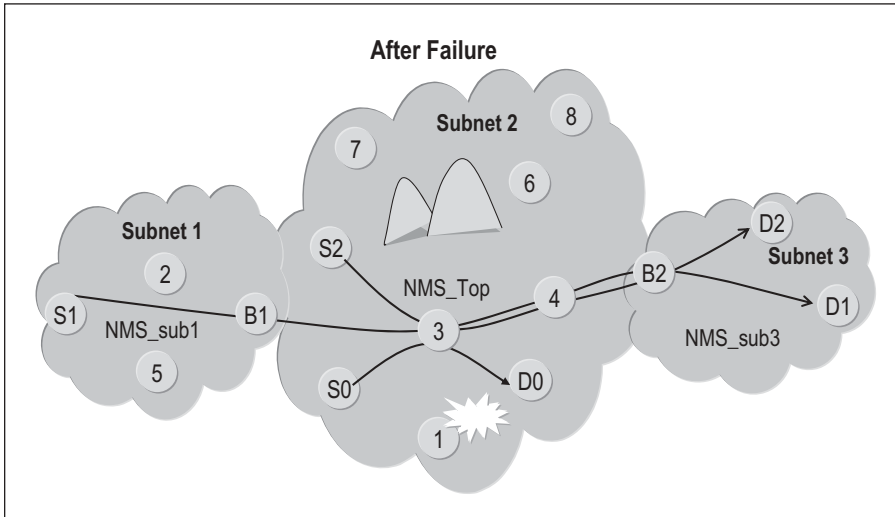 After Failure
8
Subnet 2
7
6
D2
Subnet 1
S2
Subnet 3
2
B2
NMS_Top
4
S1
B1
D1
3
NMS_sub1
NMS_sub3
5
S0
D0
1